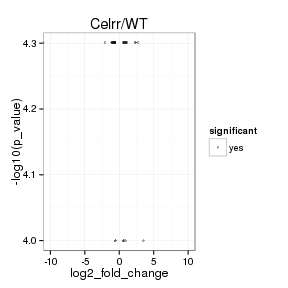 Celrr/WT
4.3
4.2
4.1
4.0
-log10(p_value)
-10 -5 0 5 10
log2_fold_change
significant
yes